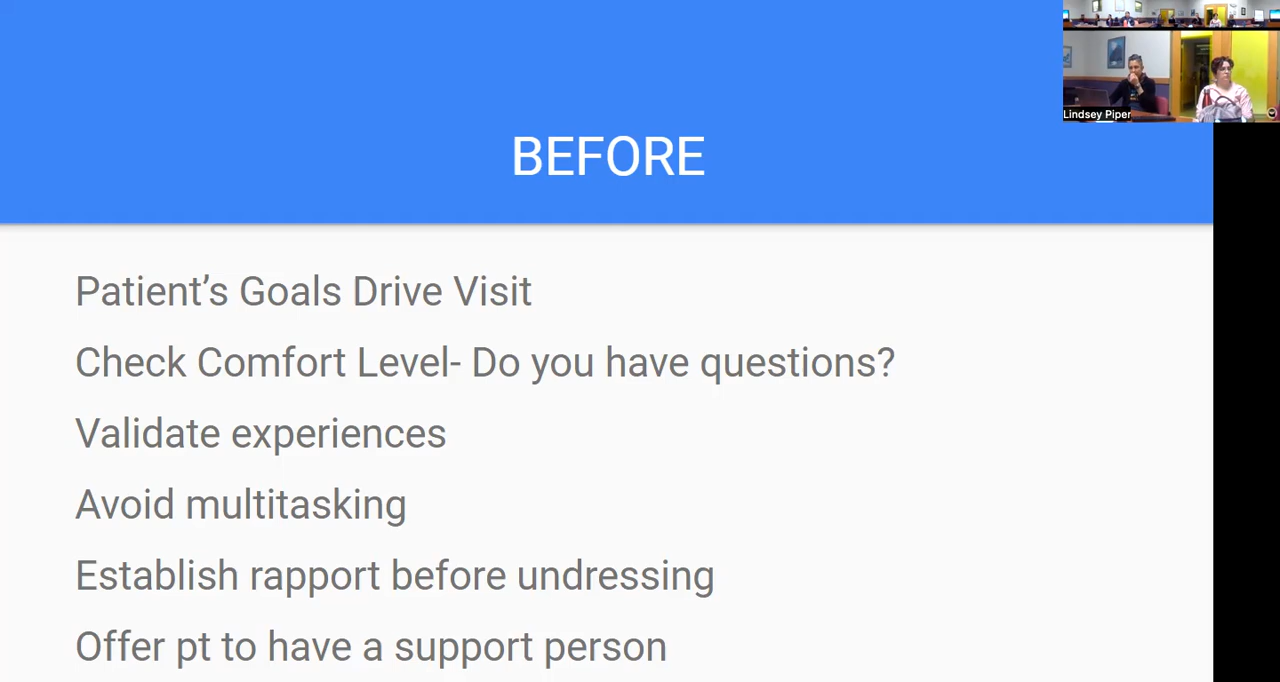 Lindsey Piper
BEFORE
Patient’s Goals Drive Visit
Check Comfort Level- Do you have questions?
Validate experiences
Avoid multitasking
Establish rapport before undressing
Offer pt to have a support person